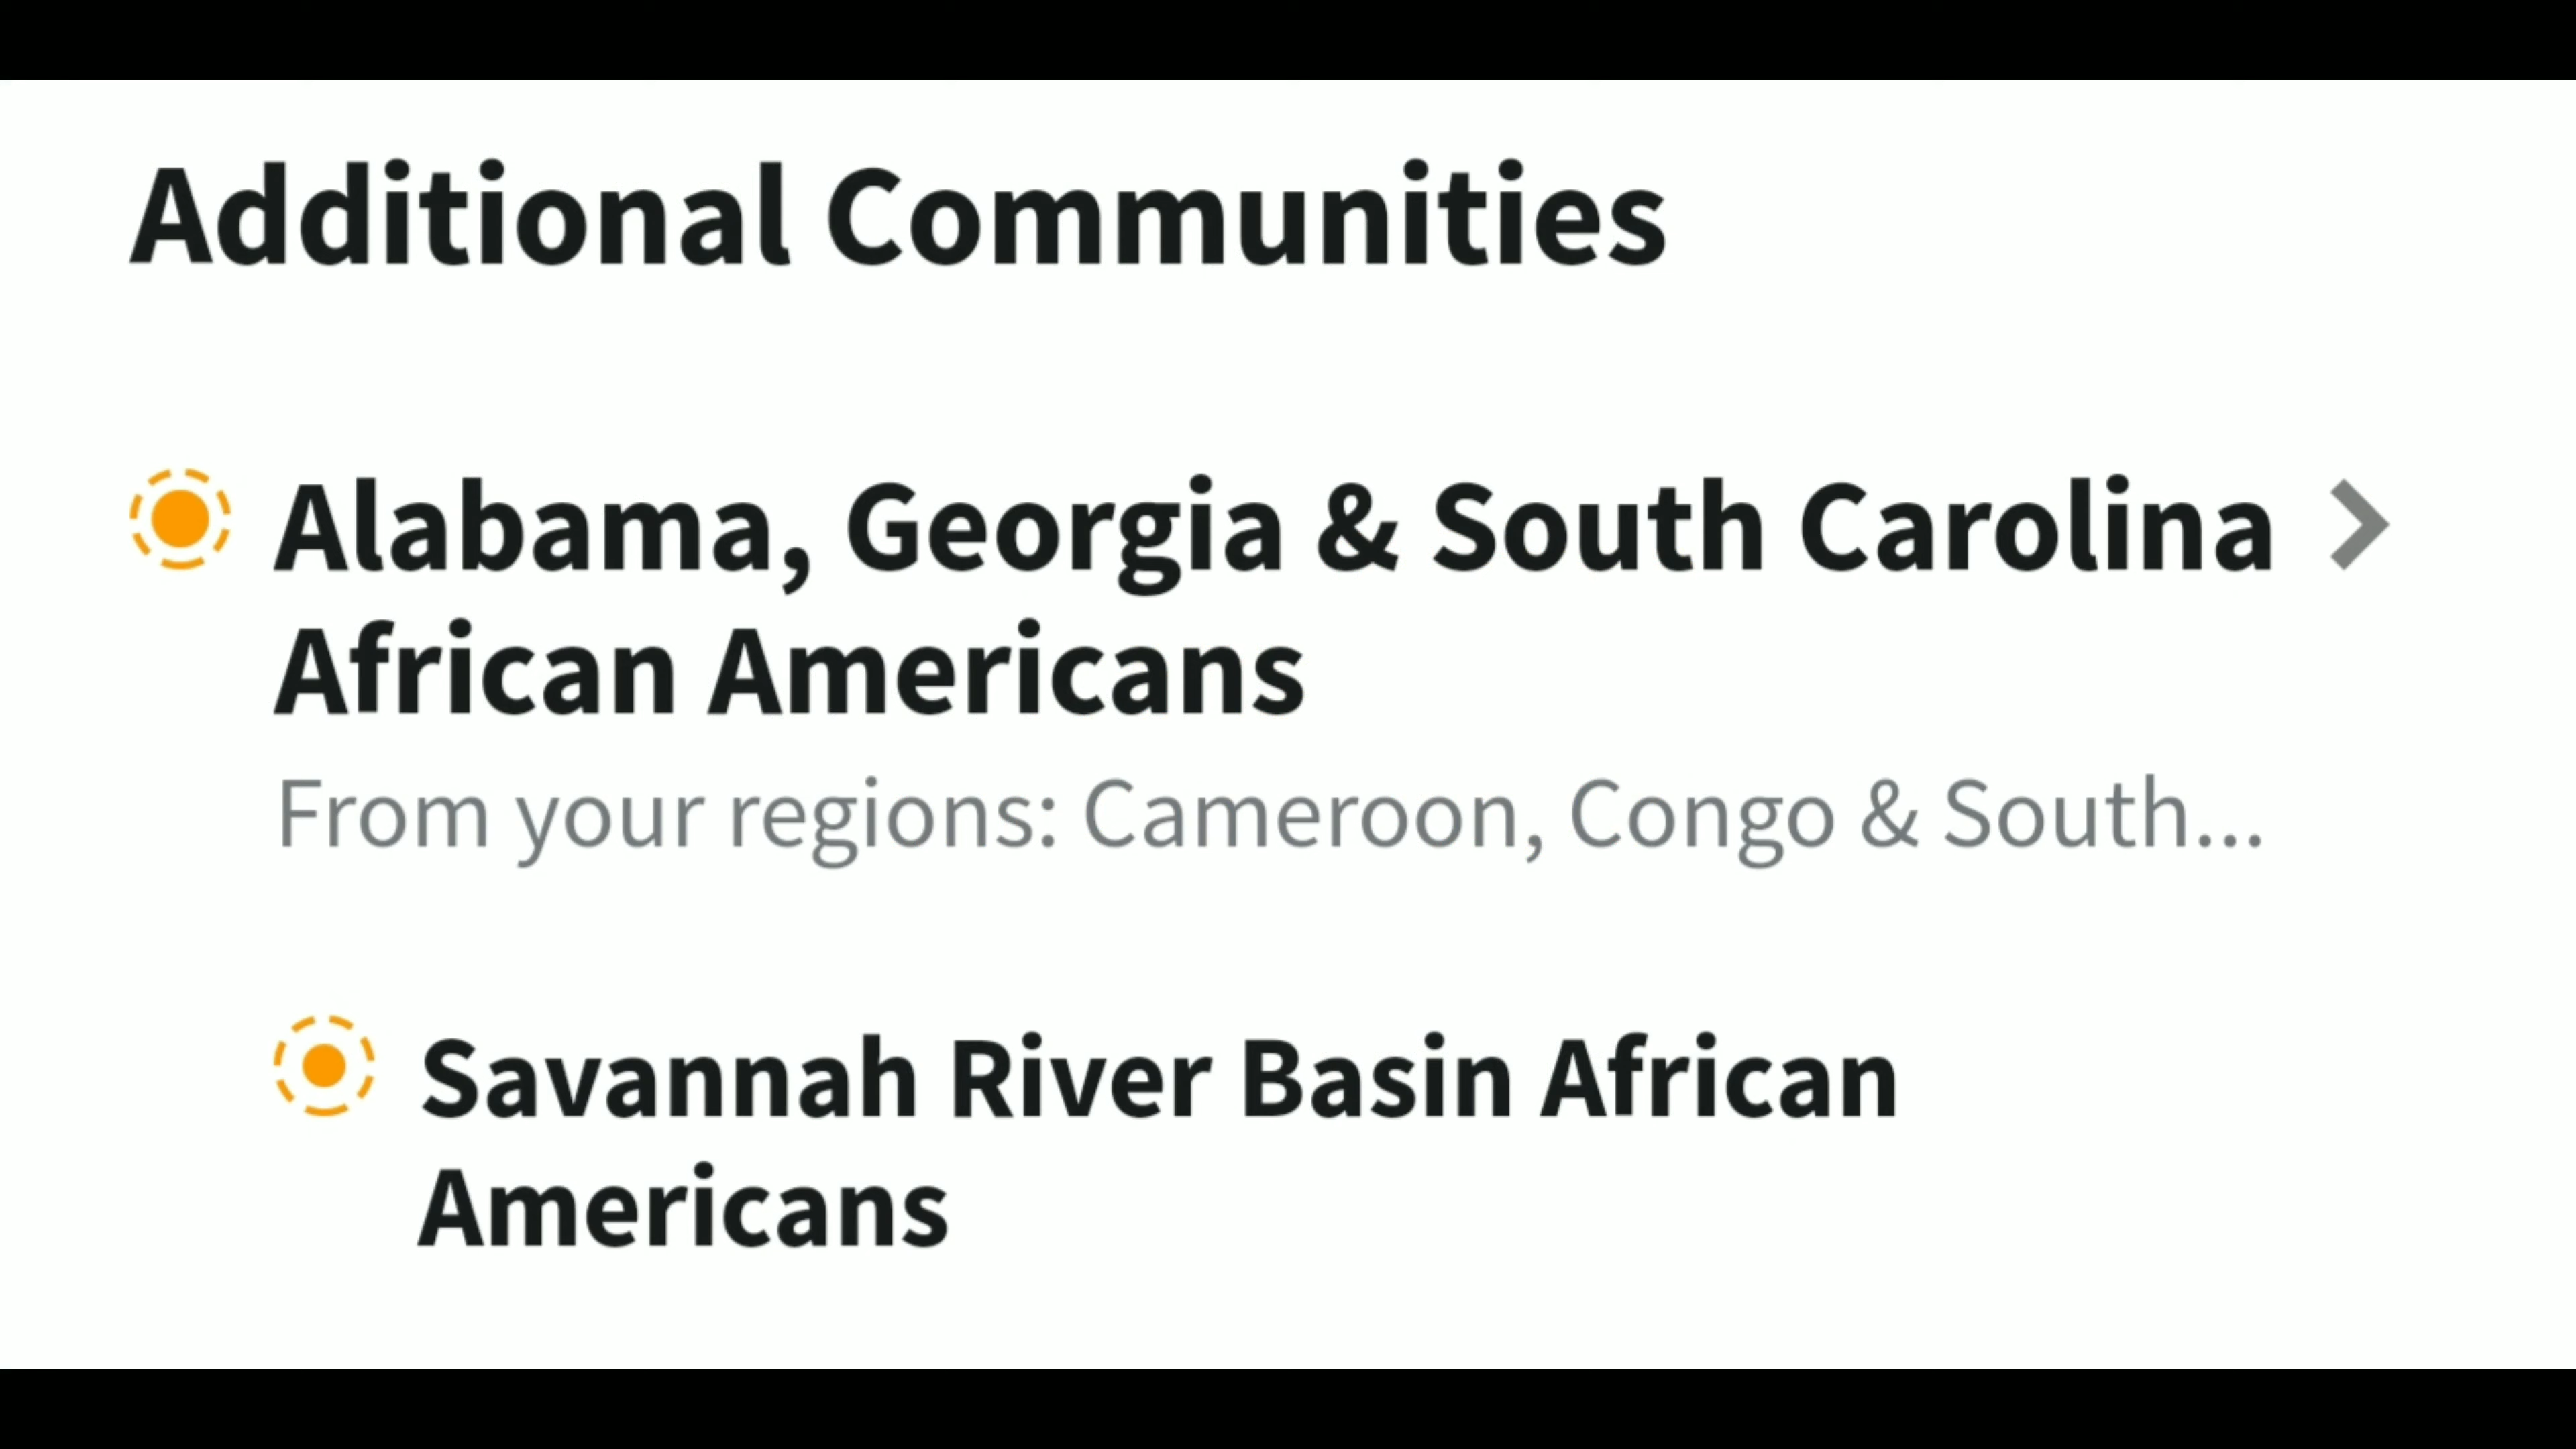 Additional Communities
Alabama, Georgia & South Carolina
African Americans
From your regions: Cameroon, Congo & South...
Savannah River Basin African
Americans